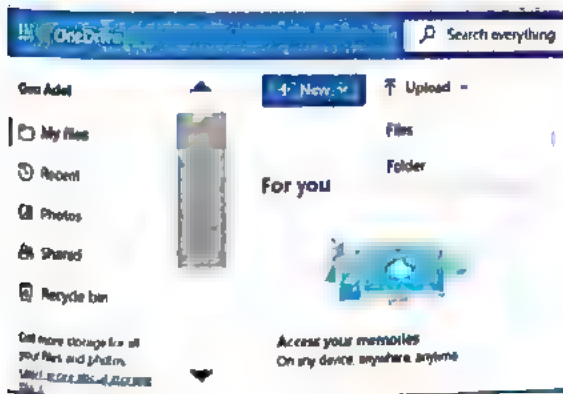 OneDrive
Search everything
New
Upload
Files
Folder
My files
Recent
Photos
Shared
Recycle bin
For you
Get more storage for all
your files and photos.
Access your memories
On any device, anywhere, anytime